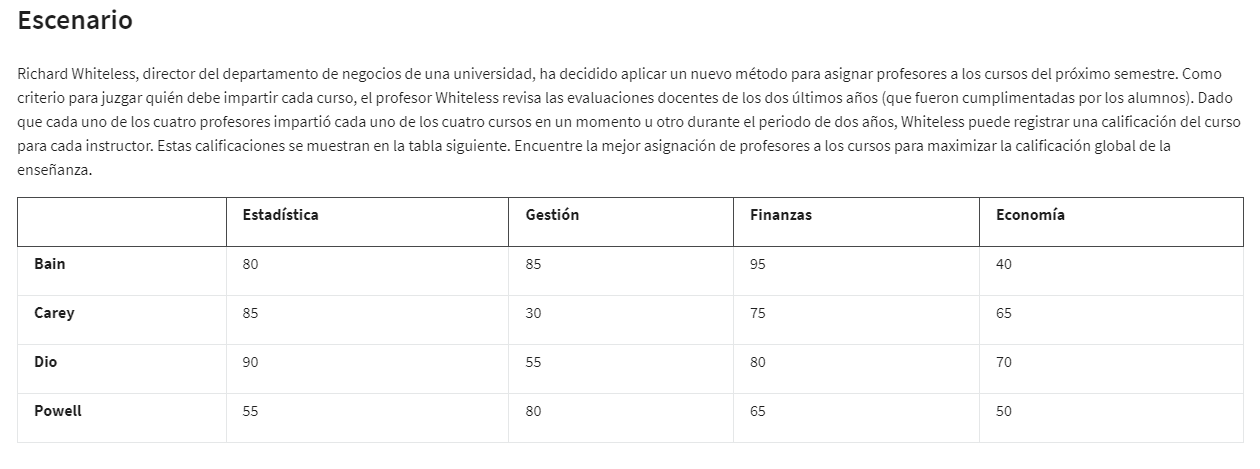 Escenario
Richard Whiteless, director del departamento de negocios de una universidad, ha decidido aplicar un nuevo método para asignar profesores a los cursos del próximo semestre. Como
criterio para juzgar quién debe impartir cada curso, el profesor Whiteless revisa las evaluaciones docentes de los dos últimos años (que fueron cumplimentadas por los alumnos). Dado
que cada uno de los cuatro profesores impartió cada uno de los cuatro cursos en un momento u otro durante el periodo de dos años, Whiteless puede registrar una calificación del curso
para cada instructor. Estas calificaciones se muestran en la tabla siguiente. Encuentre la mejor asignación de profesores a los cursos para maximizar la calificación global de la
enseñanza.
Estadística Gestión Finanzas Economía
Bain 80 85 95 40
Carey 85 30 75 65
Dio 90 55 80 70
Powell 55 80 65 50